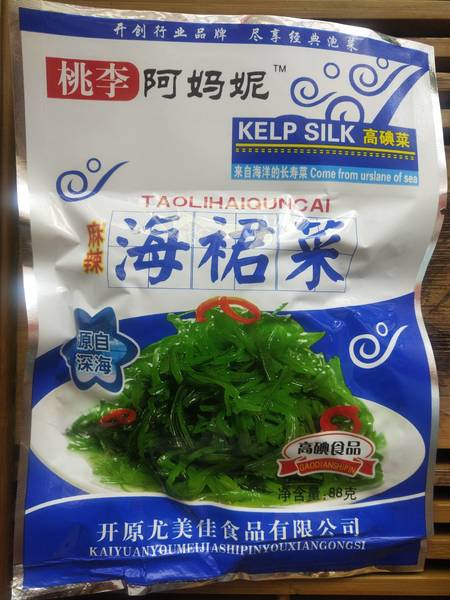 开创行业品牌 尽享经典泡菜
桃李 阿妈妮™
KELP SILK 高碘菜
来自海洋的长寿菜 Come from urslane of sea
TAOLIHAIQUNCAI
麻辣
海裙菜
源自
深海
高碘食品
GAODIANSHIPIN
净含量:88克
开原尤美佳食品有限公司
KAIYUANYOUMEIJIASHIPINYOUXIANGONGSI